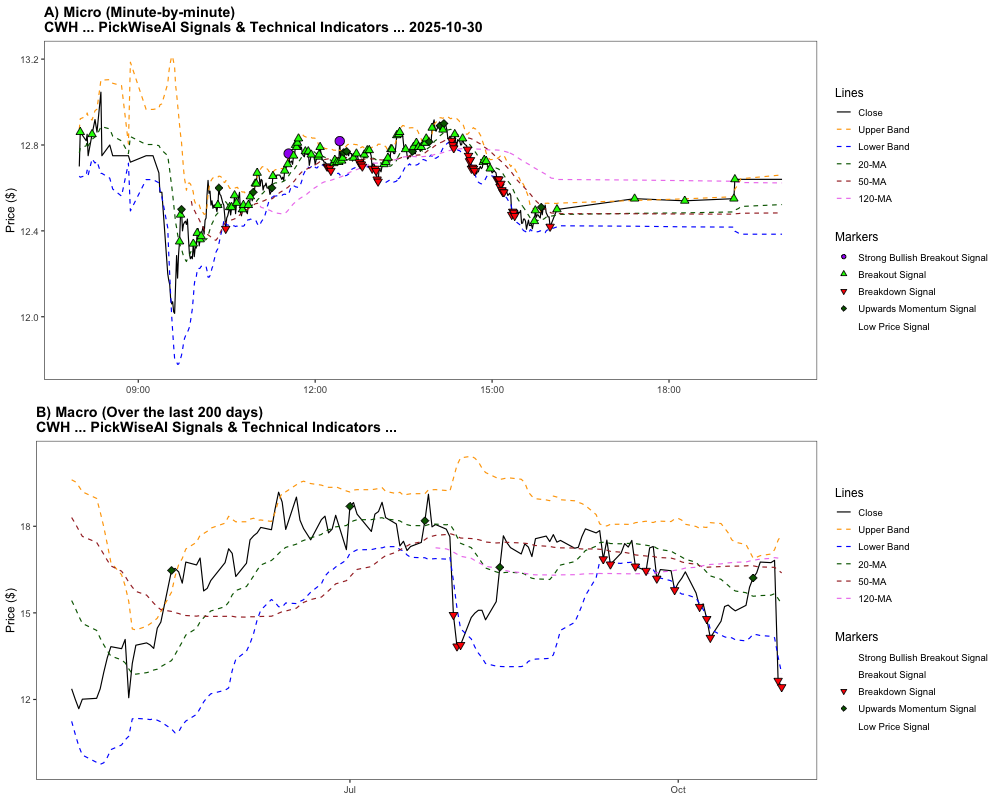 A) Micro (Minute-by-minute)
CWH ... PickWiseAI Signals & Technical Indicators ... 2025-10-30
Price ($)
13.2
12.8
12.4
12.0
09:00
12:00
15:00
18:00
Lines
Close
Upper Band
Lower Band
20-MA
50-MA
120-MA
Markers
Strong Bullish Breakout Signal
Breakout Signal
Breakdown Signal
Upwards Momentum Signal
Low Price Signal
B) Macro (Over the last 200 days)
CWH ... PickWiseAI Signals & Technical Indicators ...
Price ($)
18
15
12
Jul
Oct
Lines
Close
Upper Band
Lower Band
20-MA
50-MA
120-MA
Markers
Strong Bullish Breakout Signal
Breakout Signal
Breakdown Signal
Upwards Momentum Signal
Low Price Signal